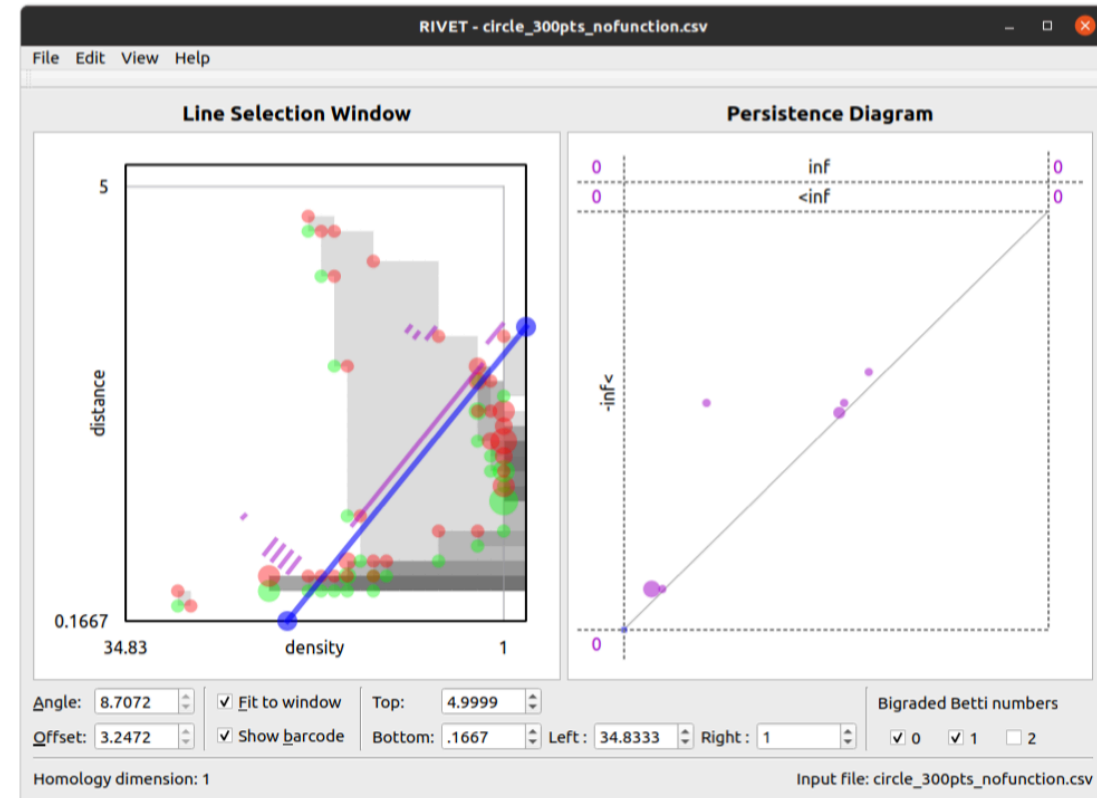 RIVET - circle_300pts_nofunction.csv
File Edit View Help
Line Selection Window
Persistence Diagram
5
distance
0.1667
34.83
density
1
0 inf 0
0 <inf 0
-inf<
0
Angle: 8.7072
Fit to window
Top: 4.9999
Bigraded Betti numbers
Offset: 3.2472
Show barcode
Bottom: .1667
Left : 34.8333
Right : 1
0 1 2
Homology dimension: 1
Input file: circle_300pts_nofunction.csv